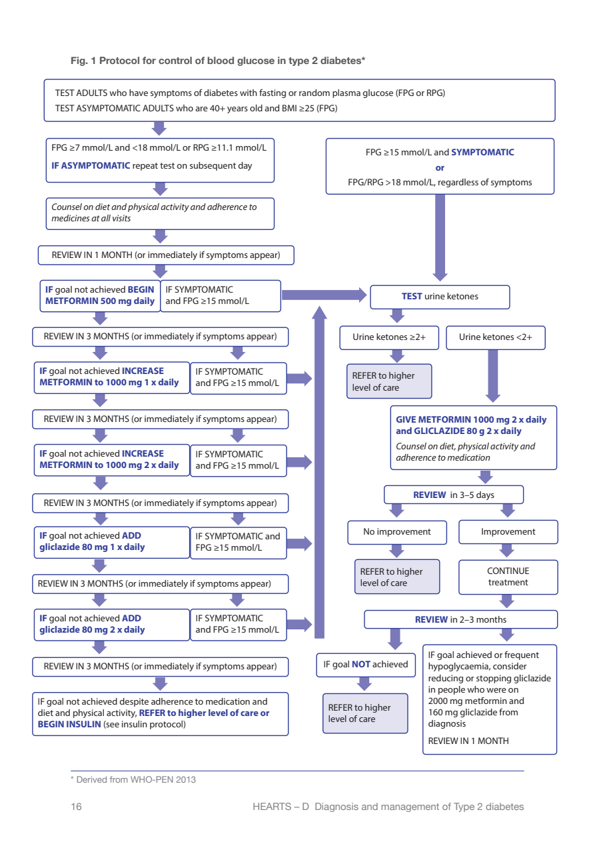 Fig. 1 Protocol for control of blood glucose in type 2 diabetes*
TEST ADULTS who have symptoms of diabetes with fasting or random plasma glucose (FPG or RPG)
TEST ASYMPTOMATIC ADULTS who are 40+ years old and BMI ≥25 (FPG)
FPG ≥7 mmol/L and <18 mmol/L or RPG ≥11.1 mmol/L
IF ASYMPTOMATIC repeat test on subsequent day
Counsel on diet and physical activity and adherence to
medicines at all visits
REVIEW IN 1 MONTH (or immediately if symptoms appear)
IF goal not achieved BEGIN
METFORMIN 500 mg daily
IF SYMPTOMATIC
and FPG ≥15 mmol/L
REVIEW IN 3 MONTHS (or immediately if symptoms appear)
IF goal not achieved INCREASE
METFORMIN to 1000 mg 1 x daily
IF SYMPTOMATIC
and FPG ≥15 mmol/L
REVIEW IN 3 MONTHS (or immediately if symptoms appear)
IF goal not achieved INCREASE
METFORMIN to 1000 mg 2 x daily
IF SYMPTOMATIC
and FPG ≥15 mmol/L
REVIEW IN 3 MONTHS (or immediately if symptoms appear)
IF goal not achieved ADD
gliclazide 80 mg 1 x daily
IF SYMPTOMATIC and
FPG ≥15 mmol/L
REVIEW IN 3 MONTHS (or immediately if symptoms appear)
IF goal not achieved ADD
gliclazide 80 mg 2 x daily
IF SYMPTOMATIC
and FPG ≥15 mmol/L
REVIEW IN 3 MONTHS (or immediately if symptoms appear)
IF goal not achieved despite adherence to medication and
diet and physical activity, REFER to higher level of care or
BEGIN INSULIN (see insulin protocol)
FPG ≥15 mmol/L and SYMPTOMATIC
or
FPG/RPG >18 mmol/L, regardless of symptoms
TEST urine ketones
Urine ketones ≥2+
Urine ketones <2+
REFER to higher
level of care
GIVE METFORMIN 1000 mg 2 x daily
and GLICLAZIDE 80 g 2 x daily
Counsel on diet, physical activity and
adherence to medication
REVIEW in 3–5 days
No improvement
Improvement
REFER to higher
level of care
CONTINUE
treatment
REVIEW in 2–3 months
IF goal NOT achieved
REFER to higher
level of care
IF goal achieved or frequent
hypoglycaemia, consider
reducing or stopping gliclazide
in people who were on
2000 mg metformin and
160 mg gliclazide from
diagnosis
REVIEW IN 1 MONTH
* Derived from WHO-PEN 2013
16
HEARTS – D Diagnosis and management of Type 2 diabetes